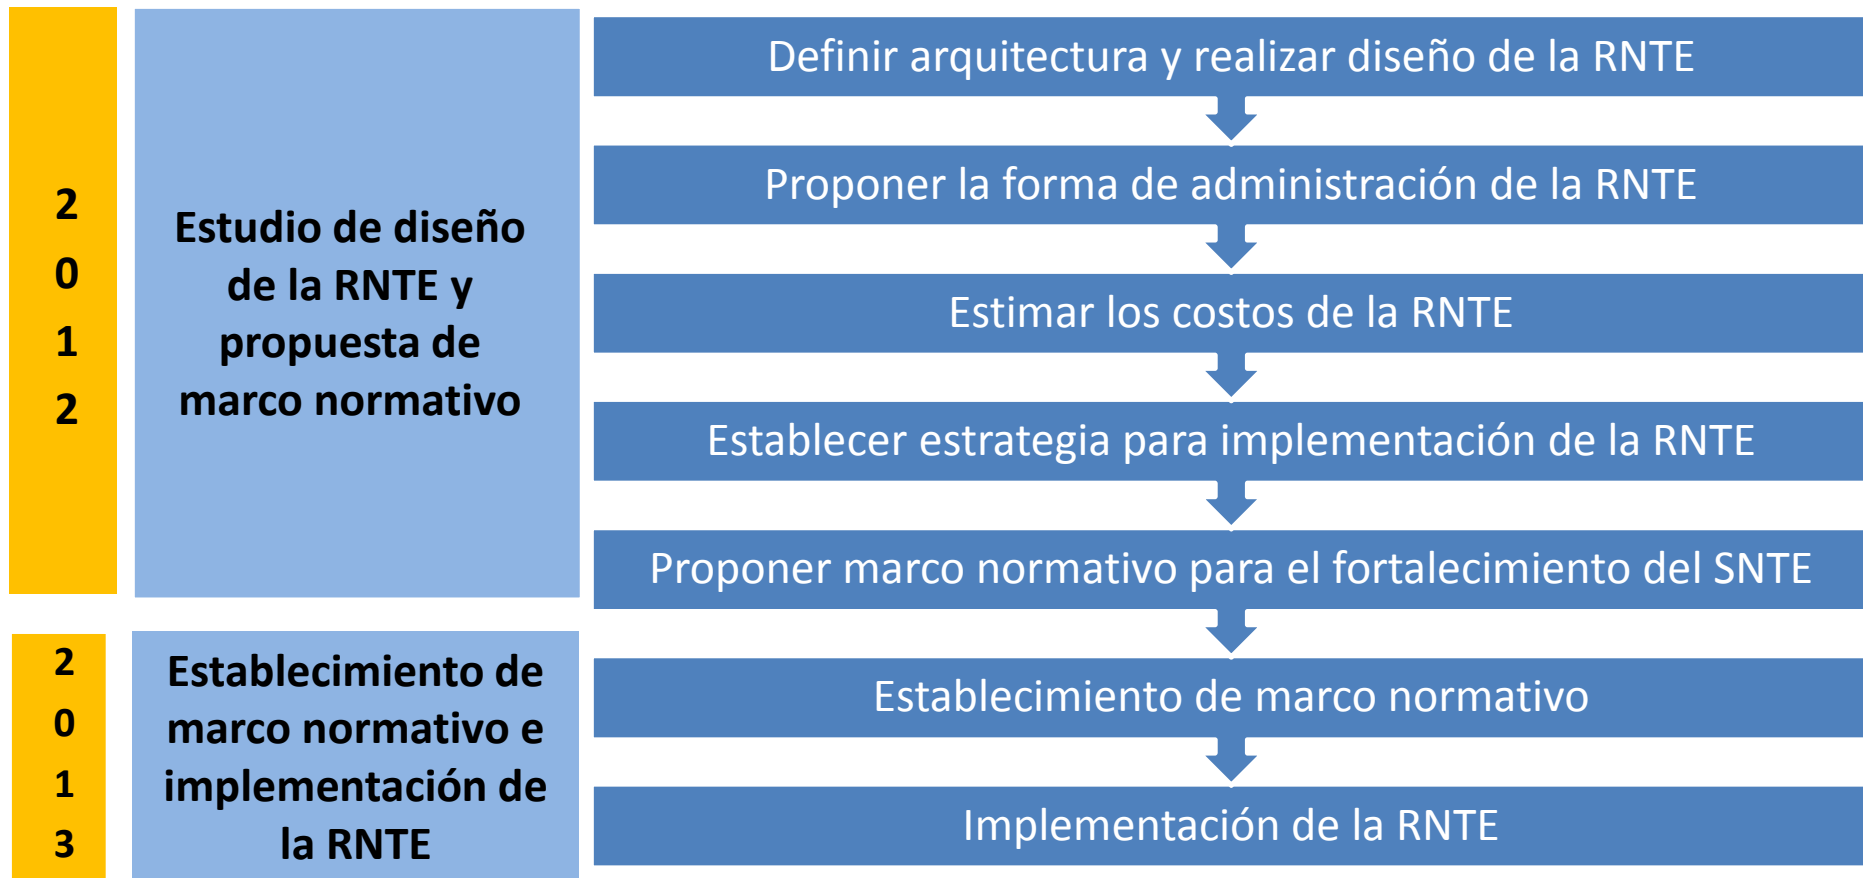 2
0
1
2
Estudio de diseño
de la RNTE y
propuesta de
marco normativo
Definir arquitectura y realizar diseño de la RNTE
Proponer la forma de administración de la RNTE
Estimar los costos de la RNTE
Establecer estrategia para implementación de la RNTE
Proponer marco normativo para el fortalecimiento del SNTE
2
0
1
3
Establecimiento de
marco normativo e
implementación de
la RNTE
Establecimiento de marco normativo
Implementación de la RNTE